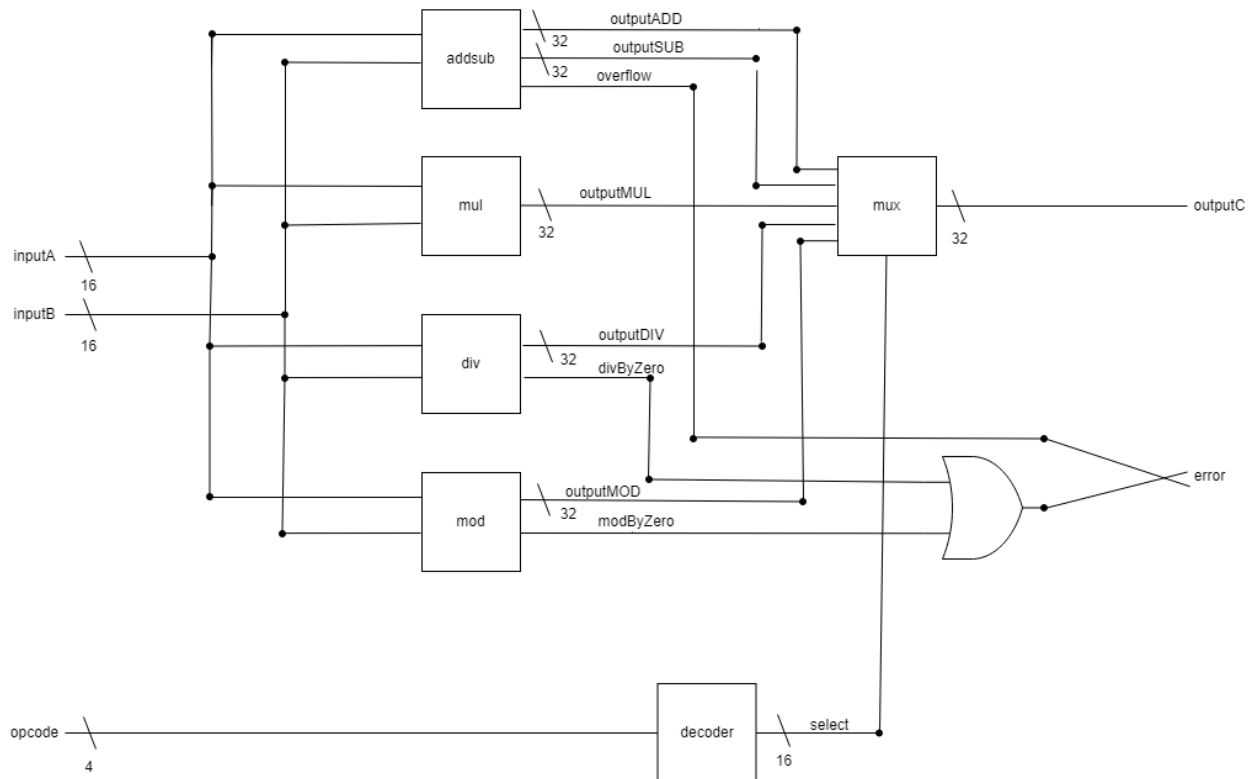 outputADD
32
outputSUB
addsub
32
overflow
mul
outputMUL
32
mux
32
outputC
inputA
16
inputB
16
div
outputDIV
32
divByZero
mod
outputMOD
32
modByZero
error
opcode
4
decoder
select
16